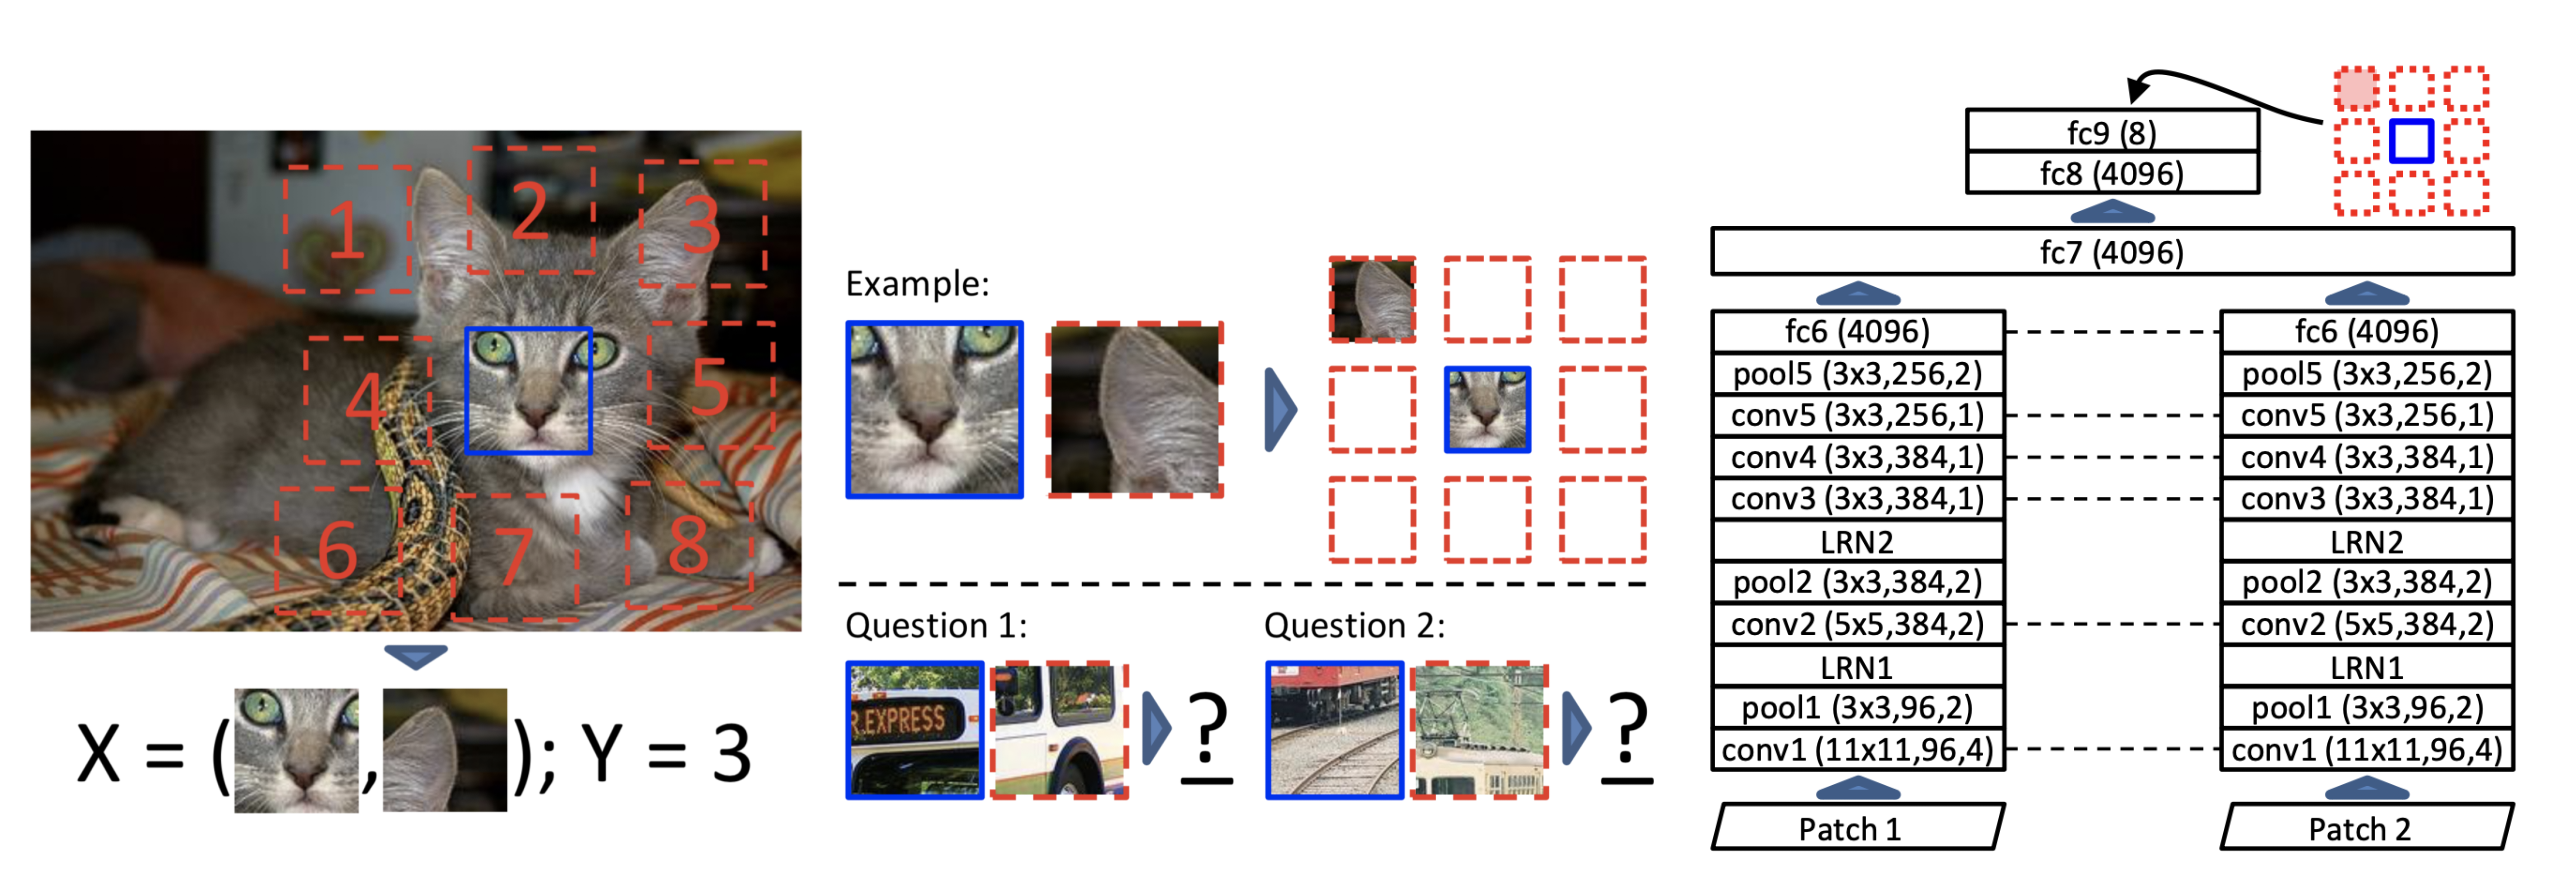 1
2
3
4
5
6
7
8
X = ( , ); Y = 3
Example:
Question 1:
R.EXPRESS
?
Question 2:
?
fc9 (8)
fc8 (4096)
fc7 (4096)
fc6 (4096)
pool5 (3x3,256,2)
conv5 (3x3,256,1)
conv4 (3x3,384,1)
conv3 (3x3,384,1)
LRN2
pool2 (3x3,384,2)
conv2 (5x5,384,2)
LRN1
pool1 (3x3,96,2)
conv1 (11x11,96,4)
Patch 1
fc6 (4096)
pool5 (3x3,256,2)
conv5 (3x3,256,1)
conv4 (3x3,384,1)
conv3 (3x3,384,1)
LRN2
pool2 (3x3,384,2)
conv2 (5x5,384,2)
LRN1
pool1 (3x3,96,2)
conv1 (11x11,96,4)
Patch 2